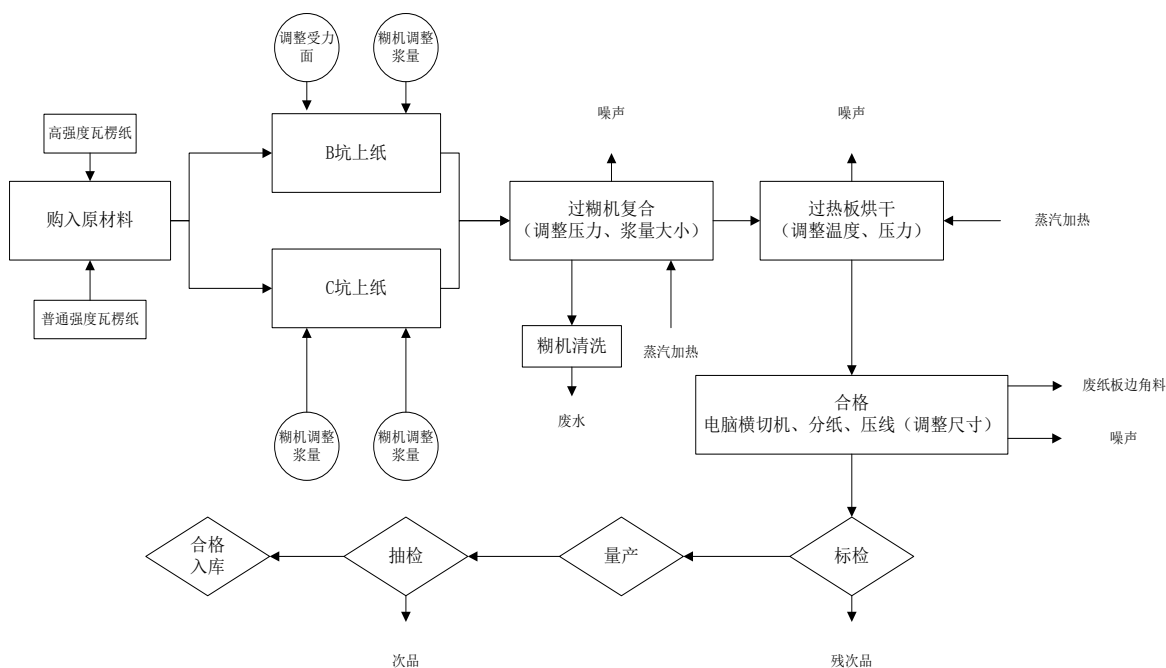 调整受力
面
糊机调整
浆量
噪声
噪声
高强度瓦楞纸
B坑上纸
购入原材料
过糊机复合
（调整压力、浆量大小）
过热板烘干
（调整温度、压力）
蒸汽加热
C坑上纸
普通强度瓦楞纸
糊机清洗
蒸汽加热
废水
糊机调整
浆量
糊机调整
浆量
合格
电脑横切机、分纸、压线（调整尺寸）
废纸板边角料
噪声
合格
入库
抽检
量产
标检
次品
残次品